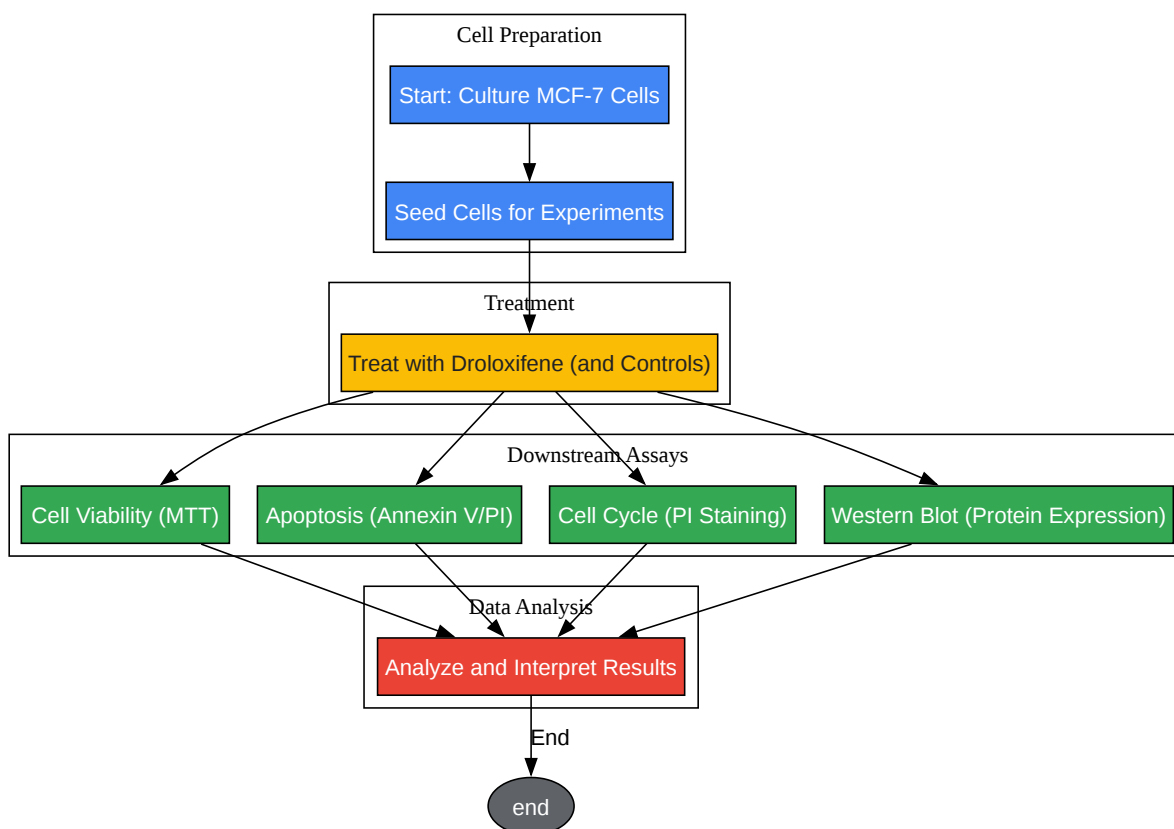 Cell Preparation
Start: Culture MCF-7 Cells
Seed Cells for Experiments
Treatment
Treat with Droloxifene (and Controls)
Downstream Assays
Cell Viability (MTT)
Apoptosis (Annexin V/PI)
Cell Cycle (PI Staining)
Western Blot (Protein Expression)
Data Analysis
Analyze and Interpret Results
End
end